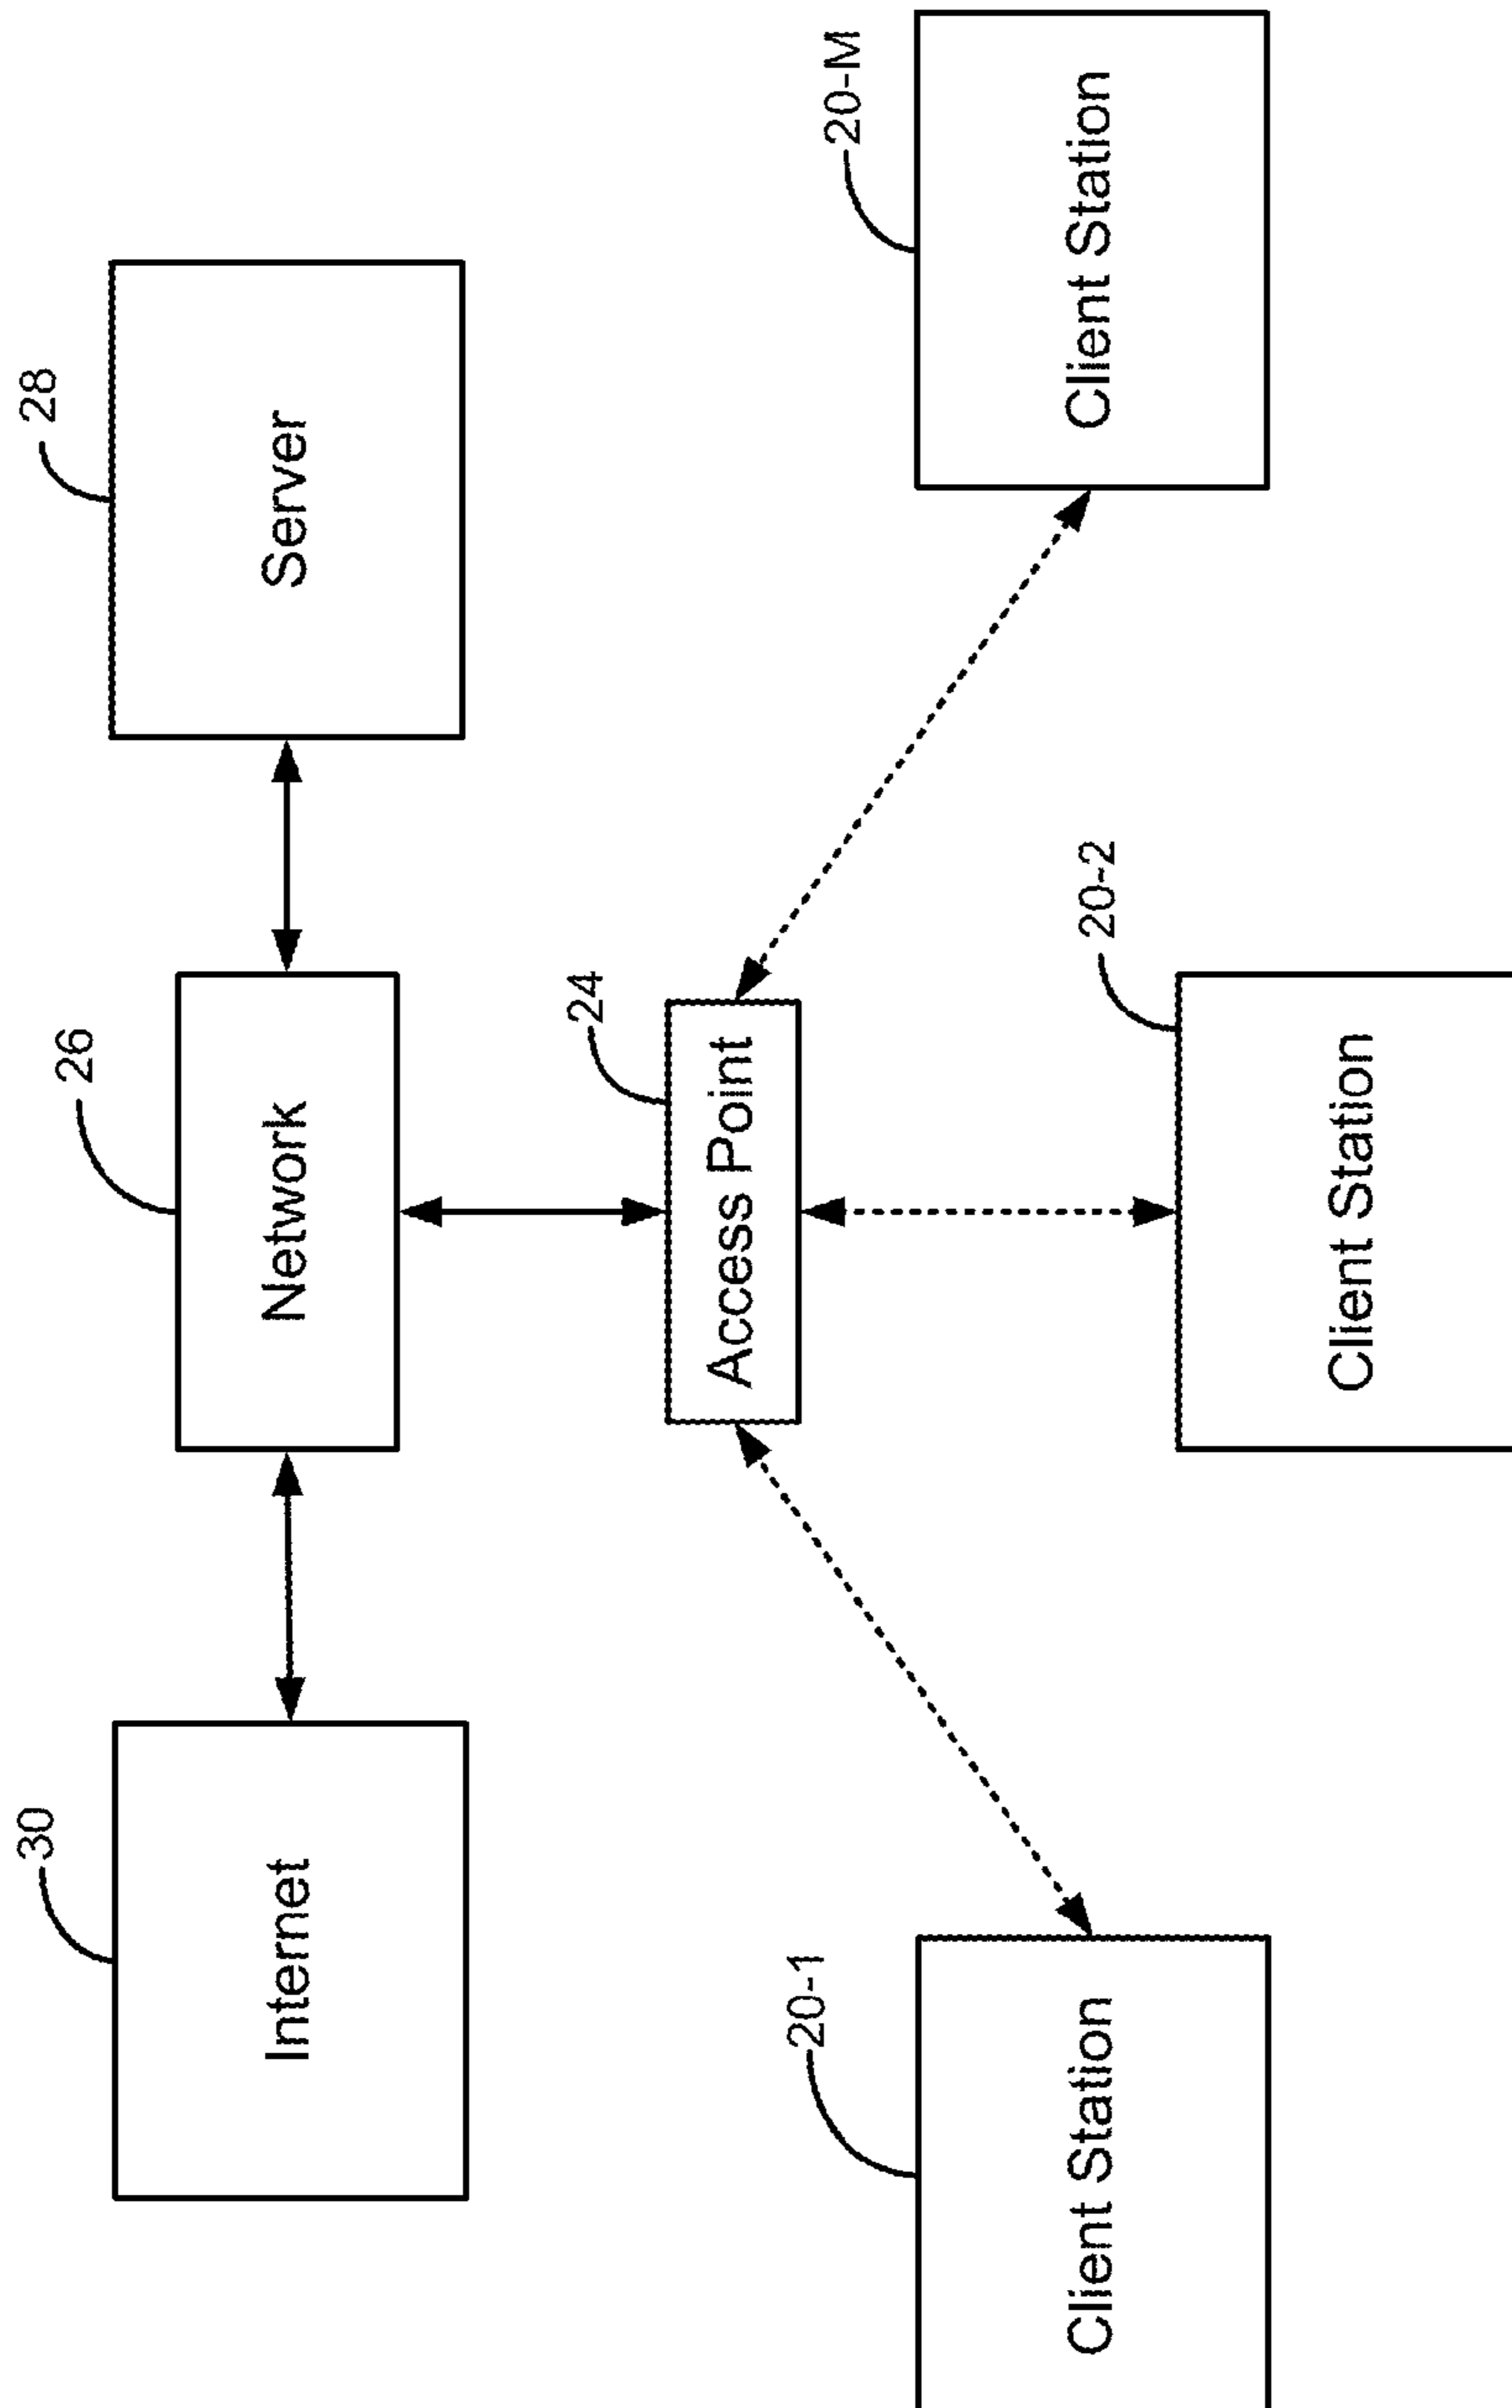 30
26
28
Internet
Network
Server
24
Access Point
20-1
20-M
Client Station
Client Station
20-2
Client Station